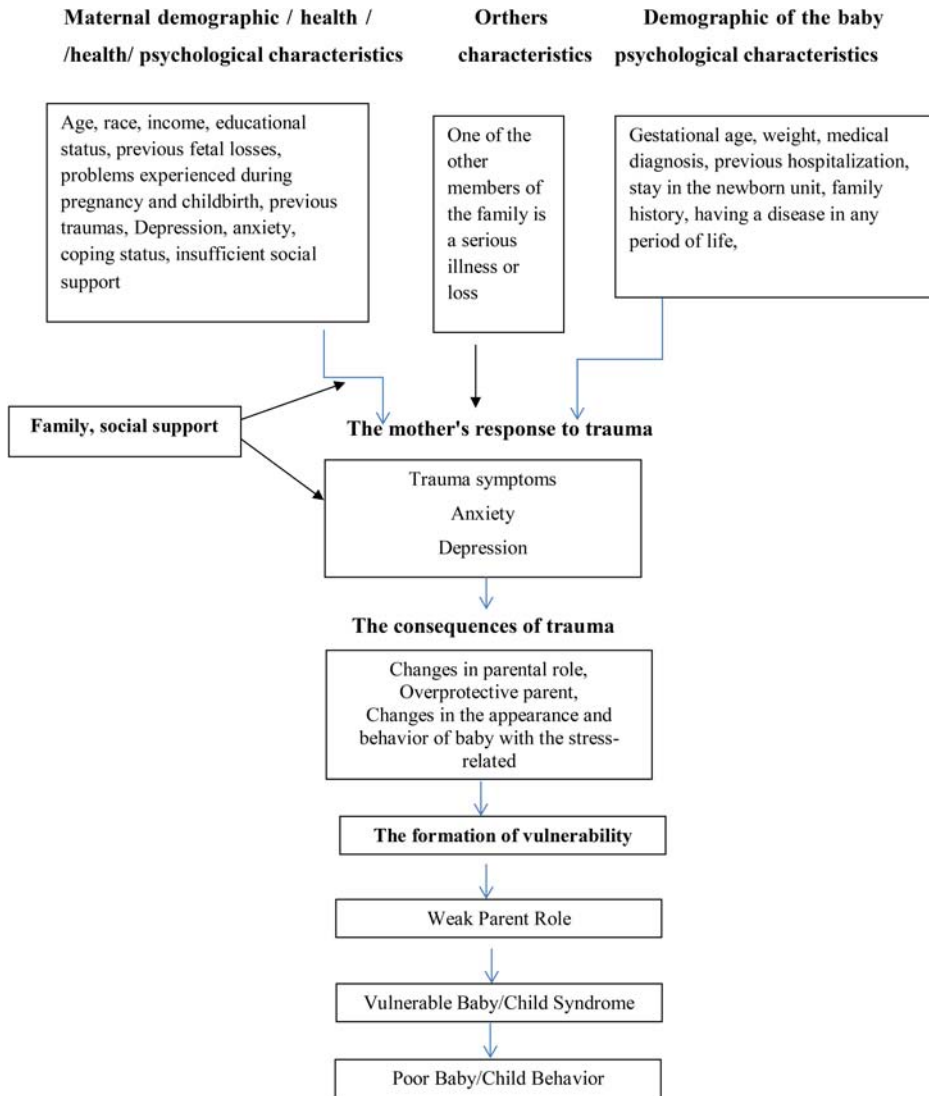 Maternal demographic / health /
/health/ psychological characteristics
Orthers
characteristics
Demographic of the baby
psychological characteristics
Age, race, income, educational
status, previous fetal losses,
problems experienced during
pregnancy and childbirth, previous
traumas, Depression, anxiety,
coping status, insufficient social
support
One of the
other
members of
the family is
a serious
illness or
loss
Gestational age, weight, medical
diagnosis, previous hospitalization,
stay in the newborn unit, family
history, having a disease in any
period of life,
Family, social support
The mother's response to trauma
Trauma symptoms
Anxiety
Depression
The consequences of trauma
Changes in parental role,
Overprotective parent,
Changes in the appearance and
behavior of baby with the stress-
related
The formation of vulnerability
Weak Parent Role
Vulnerable Baby/Child Syndrome
Poor Baby/Child Behavior